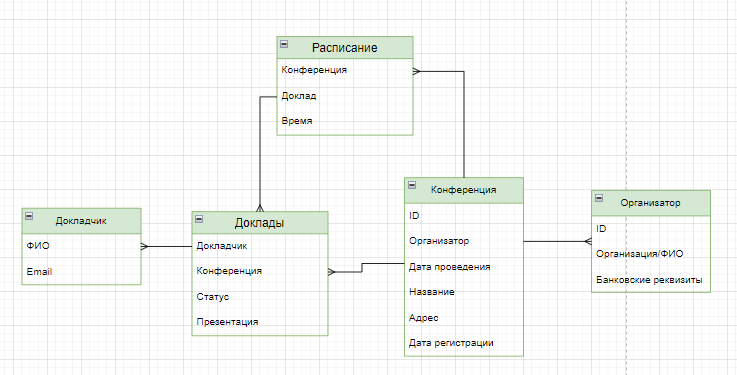 Расписание
Конференция
Доклад
Время
Докладчик
ФИО
Email
Доклады
Докладчик
Конференция
Статус
Презентация
Конференция
ID
Организатор
Дата проведения
Название
Адрес
Дата регистрации
Организатор
ID
Организация/ФИО
Банковские реквизиты